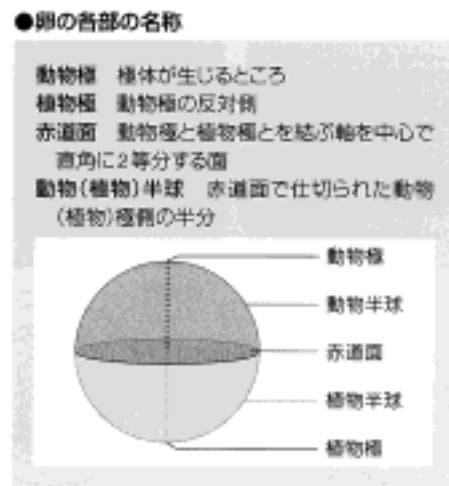 ●卵の各部の名称
動物極　極体が生じるところ
植物極　動物極の反対側
赤道面　動物極と植物極とを結ぶ軸を中心で
直角に2等分する面
動物(植物)半球　赤道面で仕切られた動物
(植物)極側の半分
動物極
動物半球
赤道面
植物半球
植物極